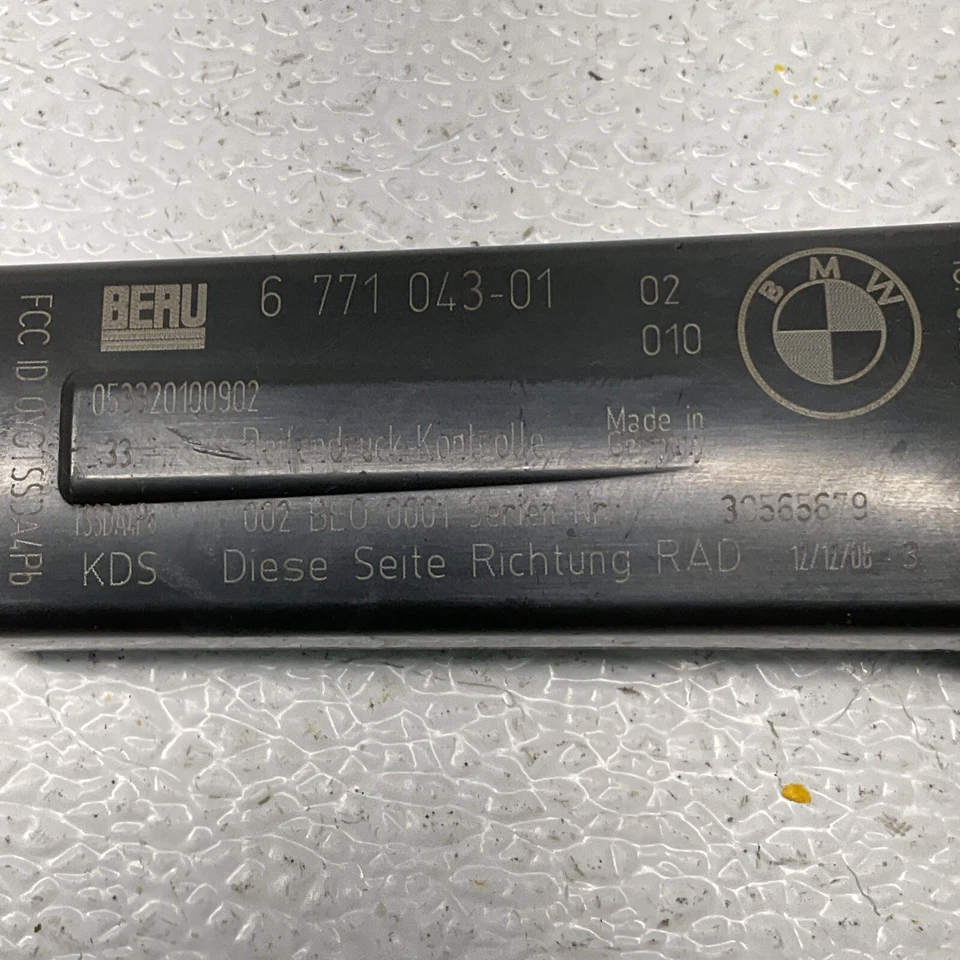 BERU 6 771 043-01 02
010
BMW
053320100902
33 Reifendruck-Kontrolle
Made in
Germany
002 BEO 0001 Serien Nr. 30565679
KDS Diese Seite Richtung RAD 12/12/08 3
FCC ID